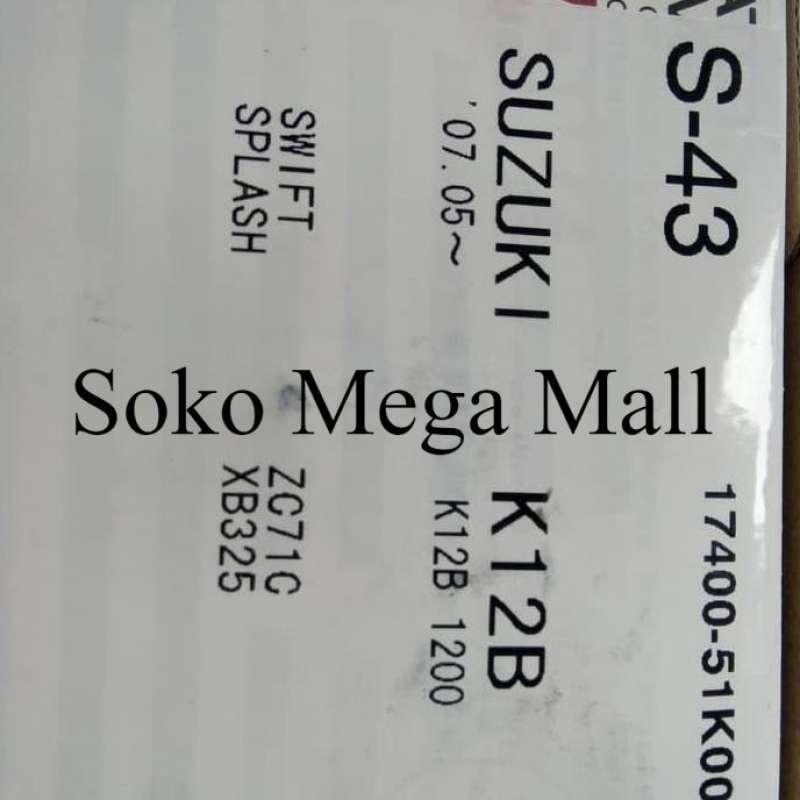 S-43 17400-51K00
SUZUKI K12B
'07.05~ K12B 1200
SWIFT ZC71C
SPLASH XB325
Soko Mega Mall